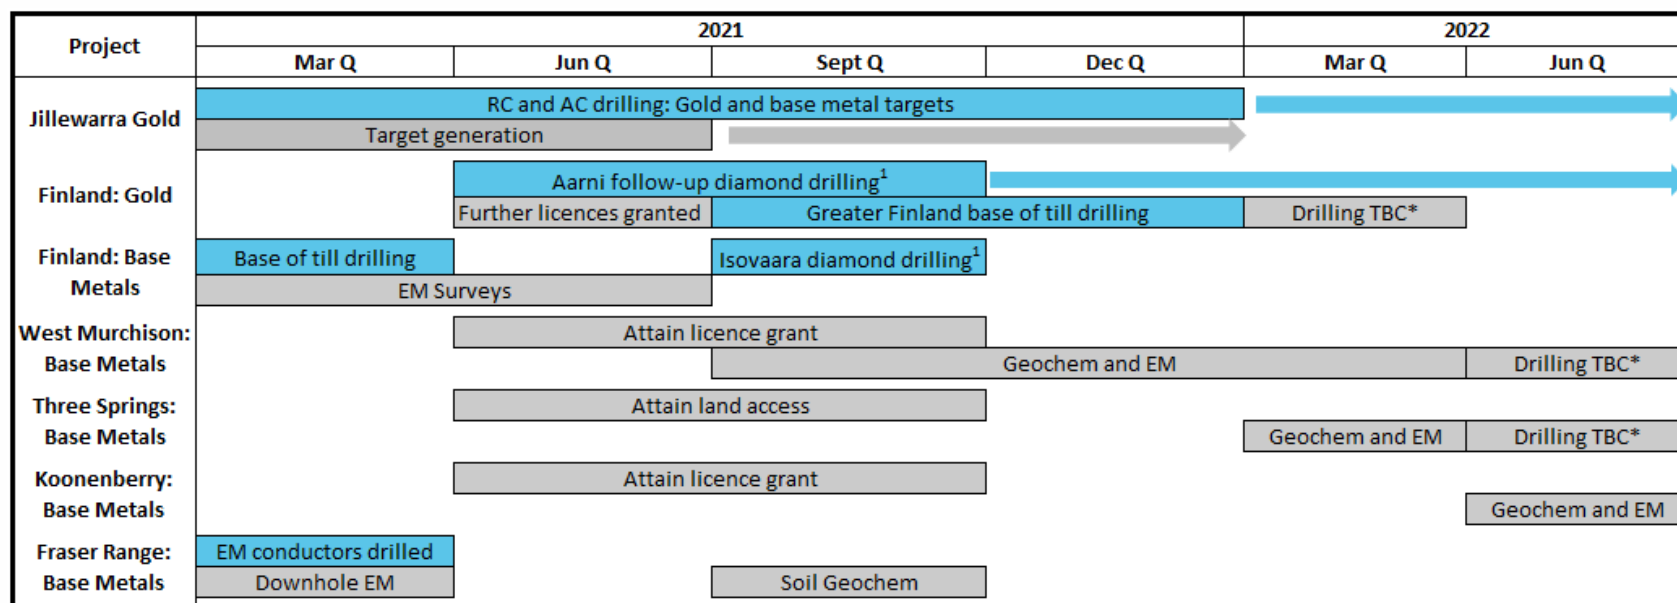 Project
2021
2022
Mar Q
Jun Q
Sept Q
Dec Q
Mar Q
Jun Q
Jillewarra Gold
RC and AC drilling: Gold and base metal targets
Target generation
Finland: Gold
Aarni follow-up diamond drilling¹
Further licences granted
Greater Finland base of till drilling
Drilling TBC*
Finland: Base
Metals
Base of till drilling
Isovaara diamond drilling¹
EM Surveys
West Murchison:
Base Metals
Attain licence grant
Geochem and EM
Drilling TBC*
Three Springs:
Base Metals
Attain land access
Geochem and EM
Drilling TBC*
Koonenberry:
Base Metals
Attain licence grant
Geochem and EM
Fraser Range:
Base Metals
EM conductors drilled
Downhole EM
Soil Geochem